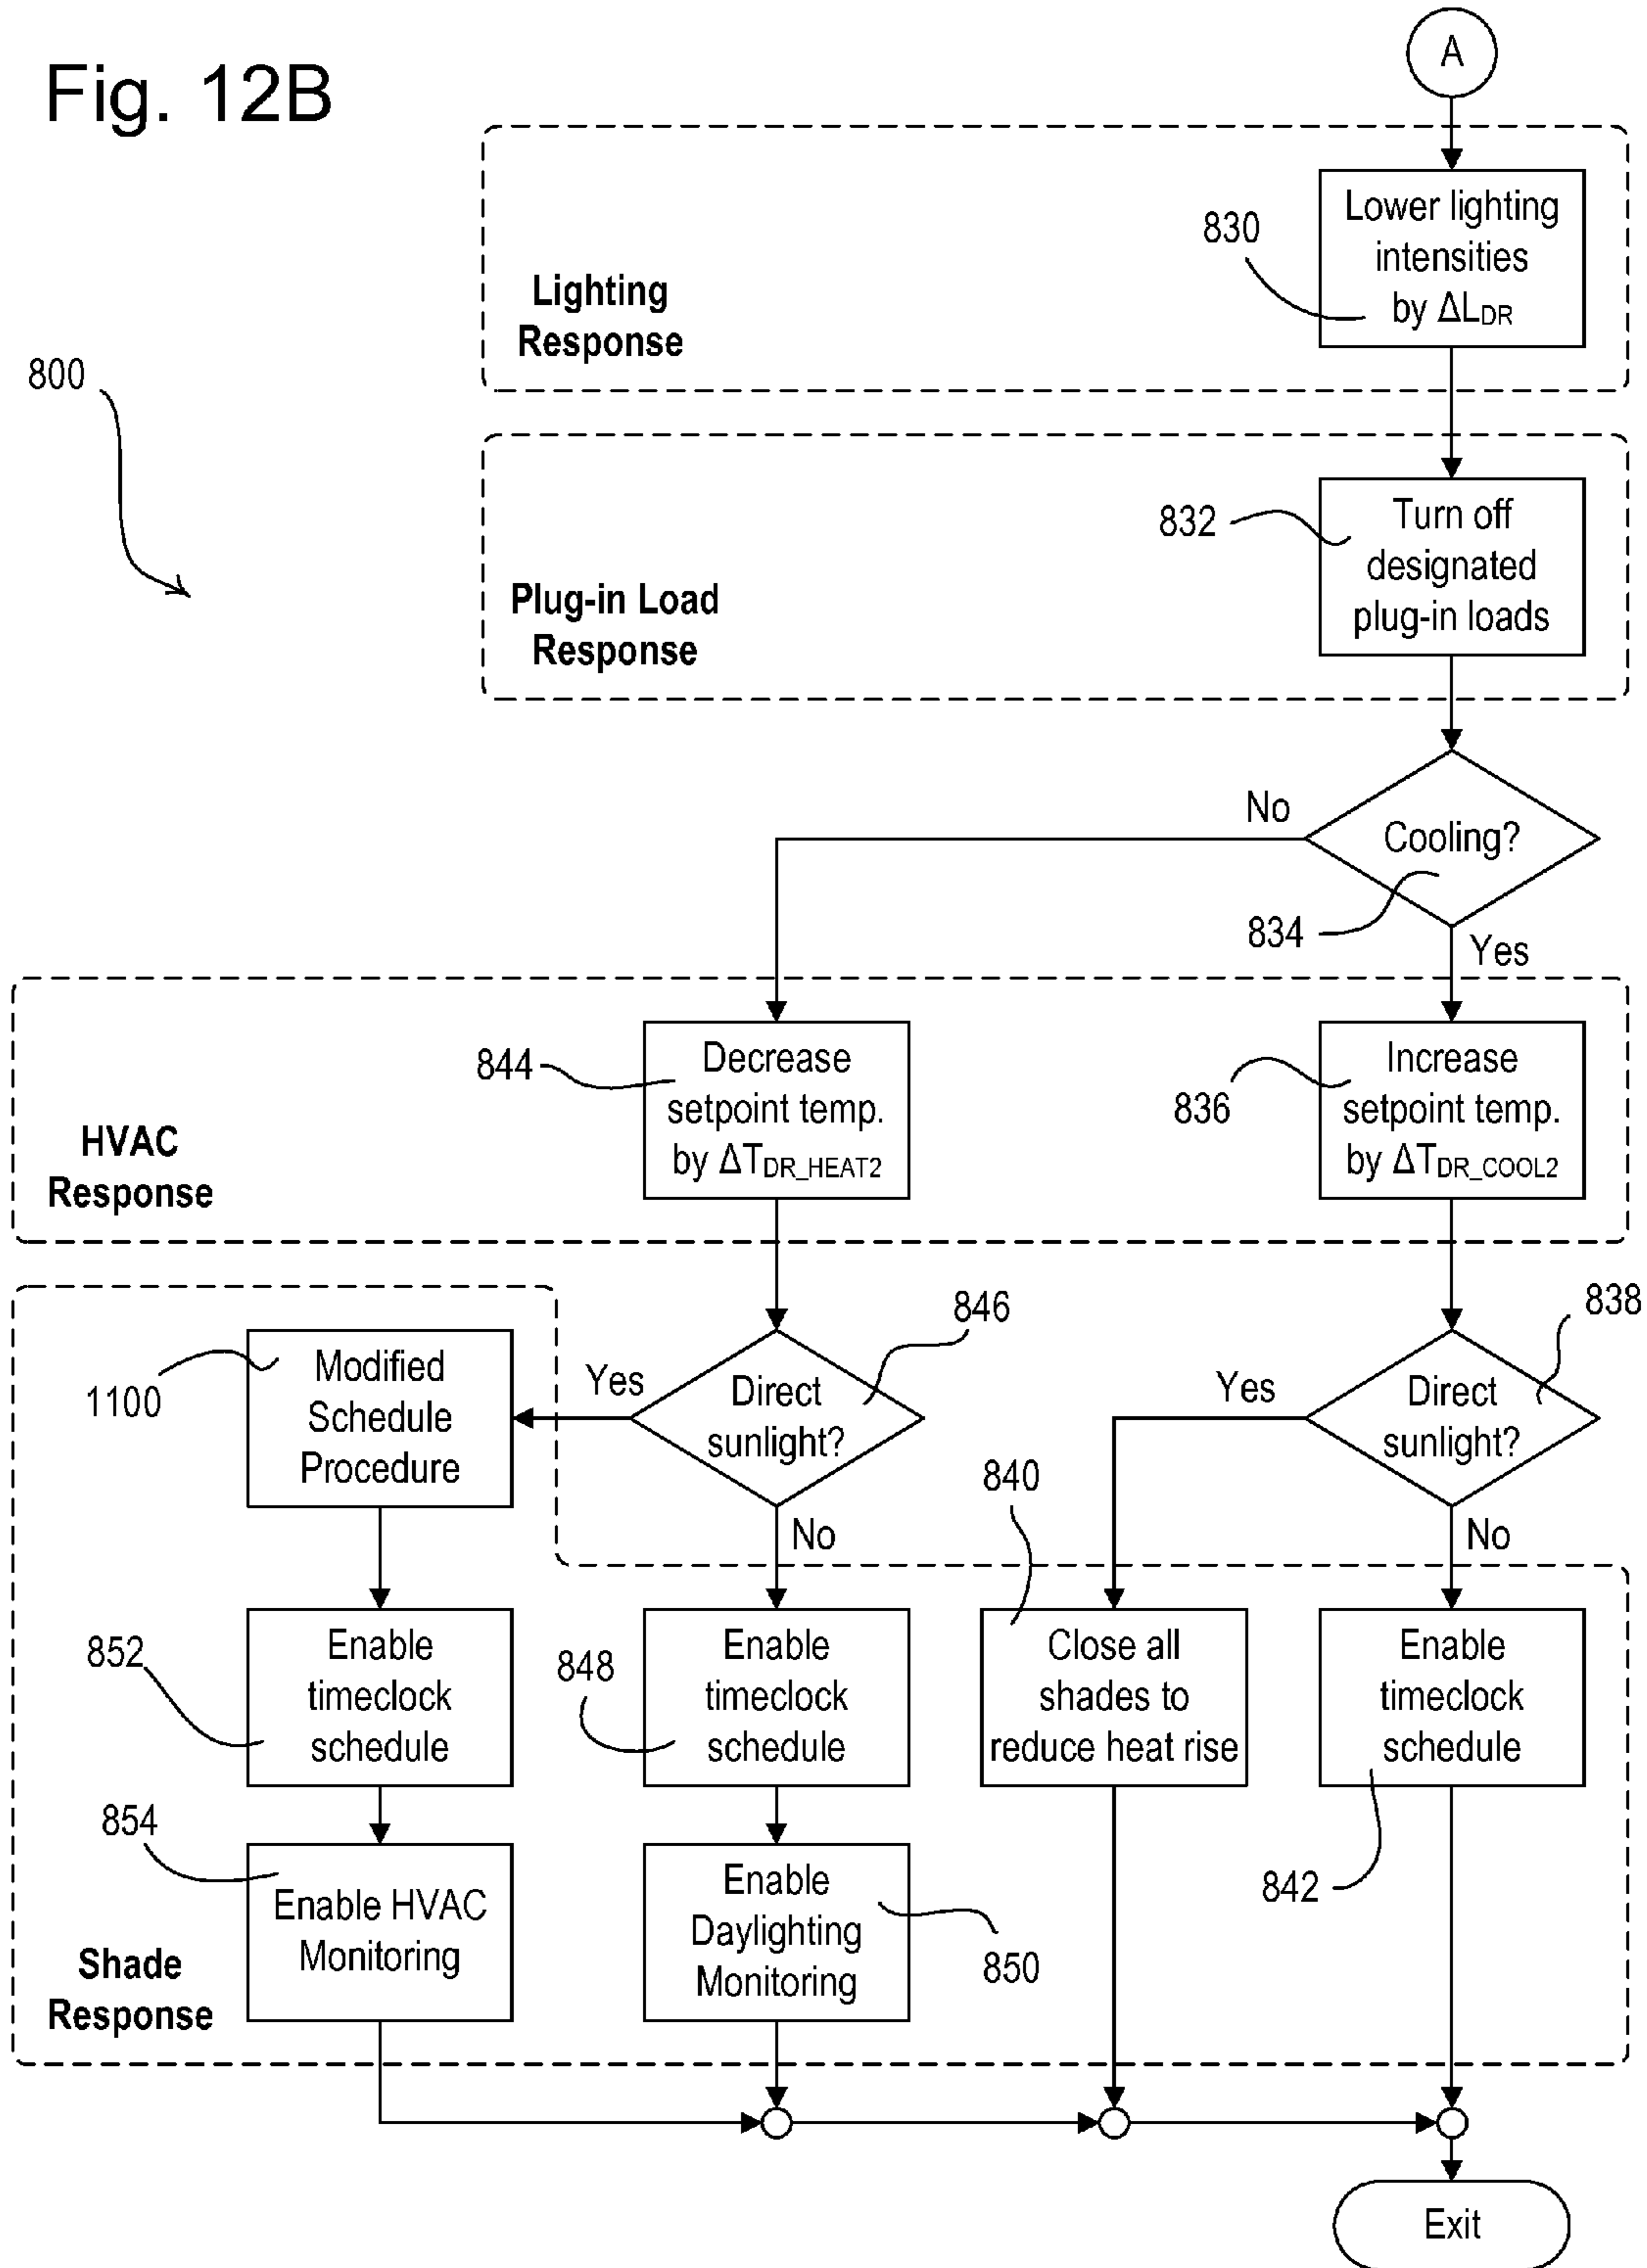 Fig. 12B
A
Lower lighting
intensities
by ΔLDR
830
Lighting
Response
800
Turn off
designated
plug-in loads
832
Plug-in Load
Response
No
Cooling?
834
Yes
844
Decrease
setpoint temp.
by ΔTDR_HEAT2
836
Increase
setpoint temp.
by ΔTDR_COOL2
HVAC
Response
1100
Modified
Schedule
Procedure
Yes
Direct
sunlight?
846
No
Yes
Direct
sunlight?
838
No
840
852
Enable
timeclock
schedule
848
Enable
timeclock
schedule
Close all
shades to
reduce heat rise
Enable
timeclock
schedule
842
854
Enable HVAC
Monitoring
Enable
Daylighting
Monitoring
850
Shade
Response
Exit